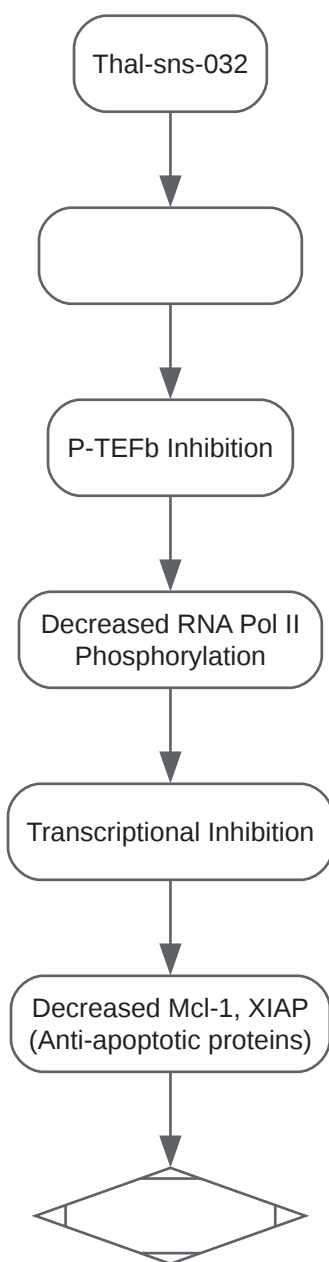 Thal-sns-032
P-TEFb Inhibition
Decreased RNA Pol II
Phosphorylation
Transcriptional Inhibition
Decreased Mcl-1, XIAP
(Anti-apoptotic proteins)